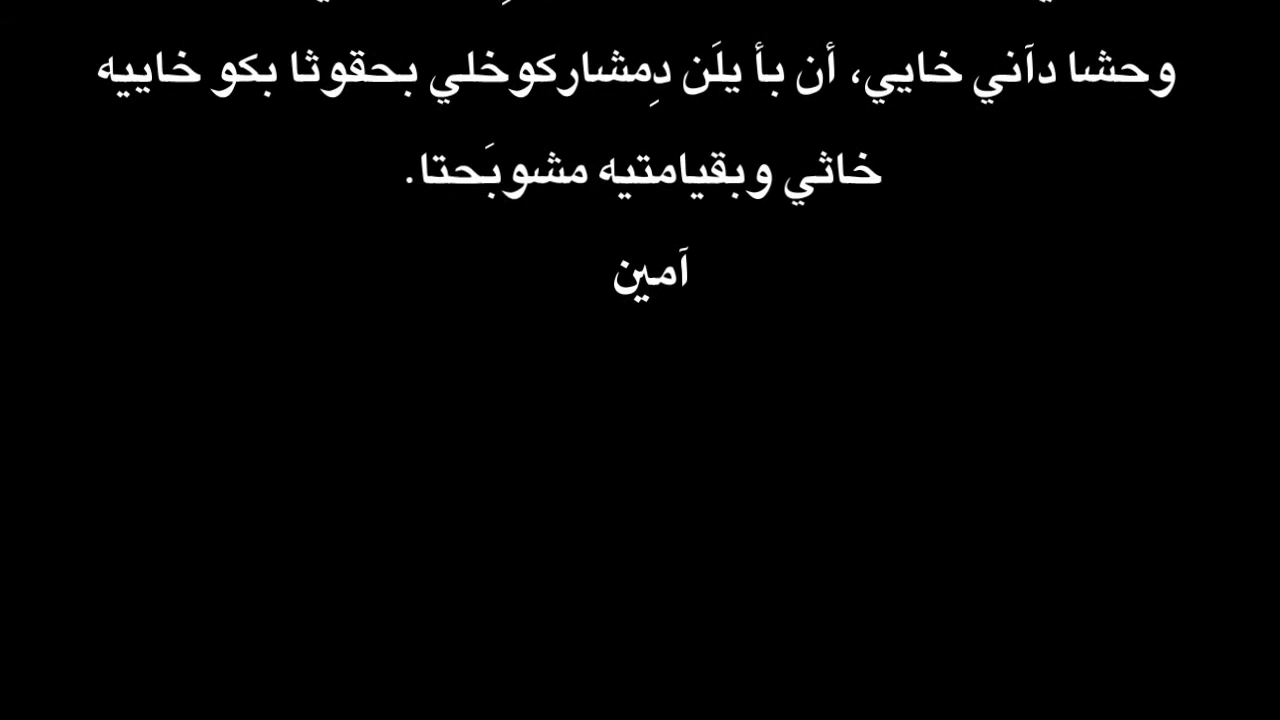 وحشا دآني خايي، أن بأ يلَن دِمشاركوخلي بحقوثا بكو خاييه
خاثي وبقيامتيه مشوبَحتا.
آمين